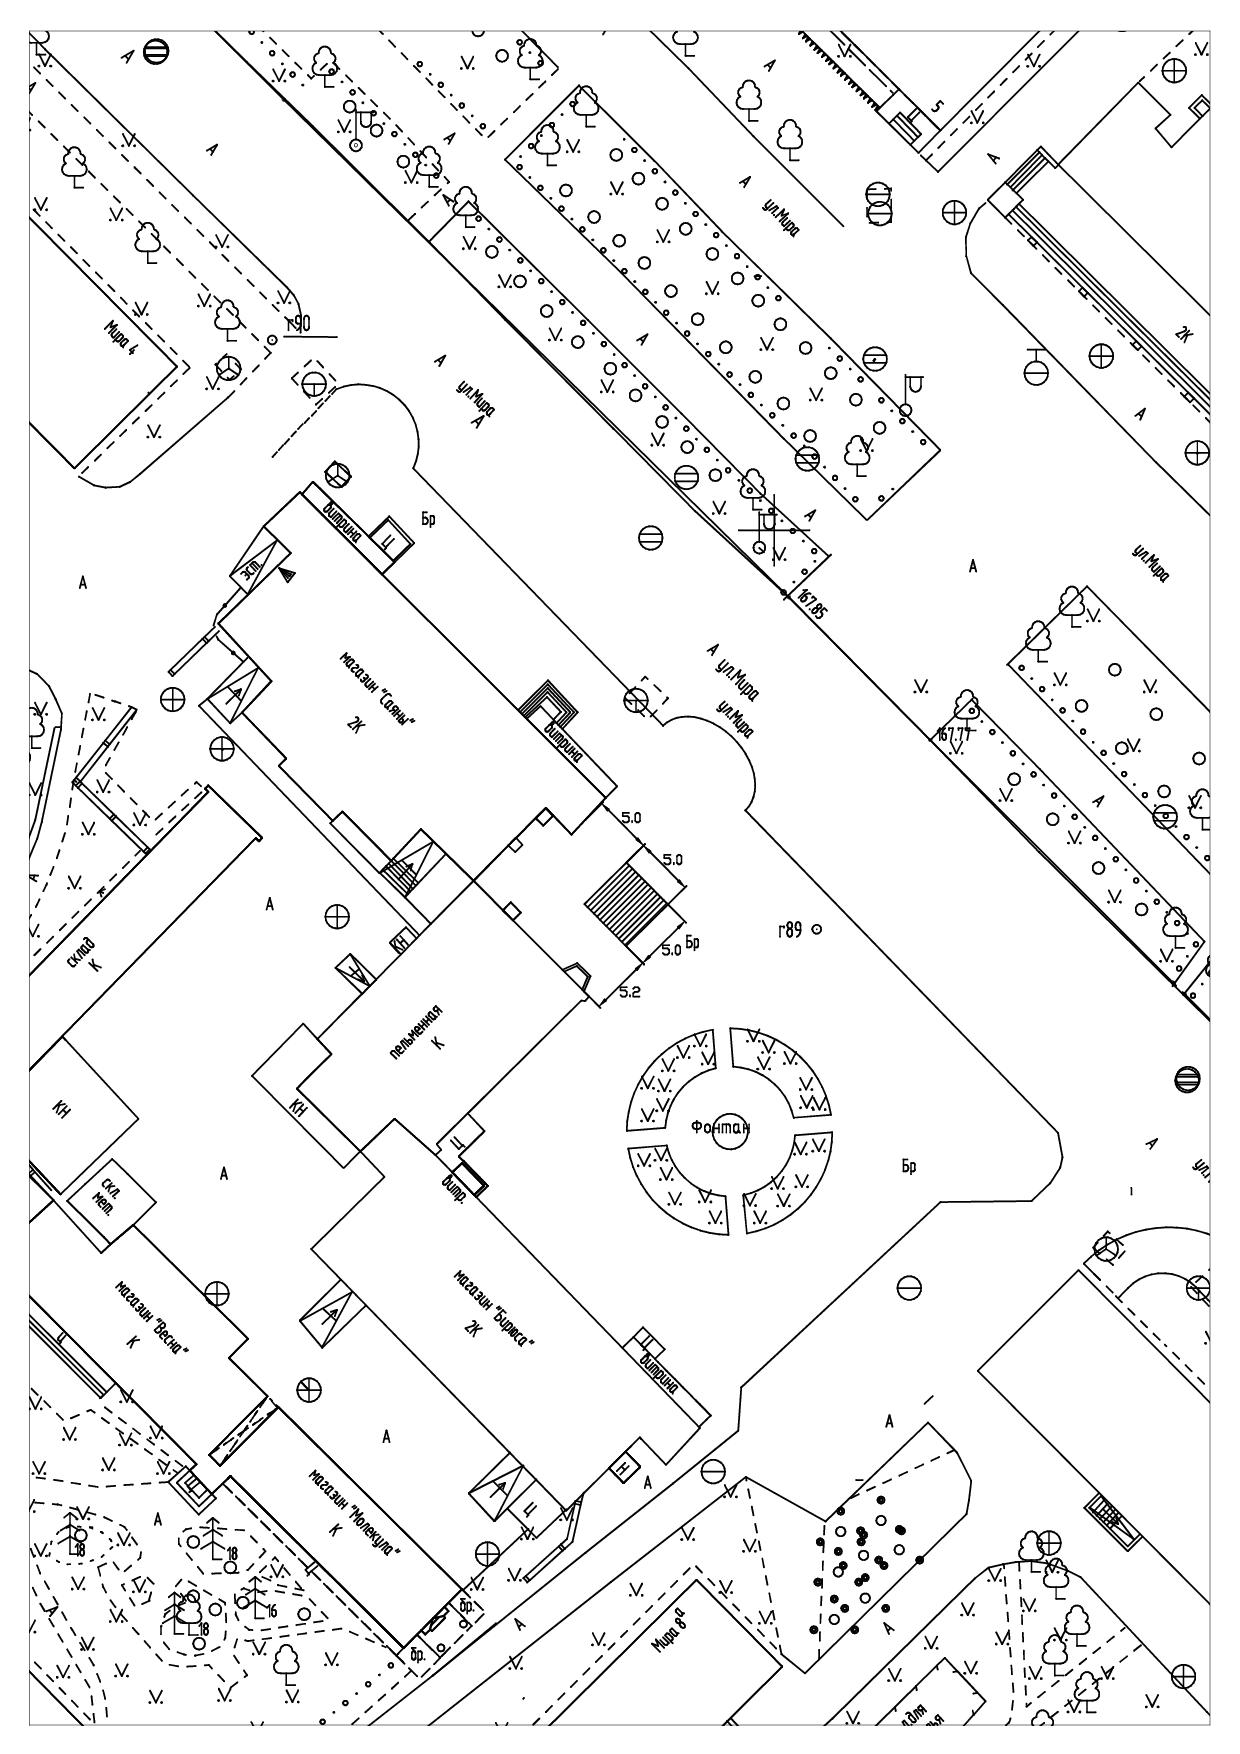 А
А
А
5
А
А
А
А
ул.Мира
А
2К
г90
Мира 4
А
А
ул.Мира
А
А
Бр
витрина
Ц
А
ул.Мира
эст.
А
167.85
магазин "Саяны"
2К
А
ул.Мира
ул.Мира
167.77
витрина
А
5.0
5.0
А
склад
К
КН
г89
5.0
Бр
5.2
пельменная
К
КН
КН
Фонтан
Ц
А
Бр
А
скл.
мет.
витр.
магазин "Весна"
К
магазин "Бирюса"
2К
Ц
Ц
витрина
А
А
Н
А
Ц
Ц
магазин "Молекула"
К
А
18
18
16
18
бр.
бр.
А
А
Мира 8а